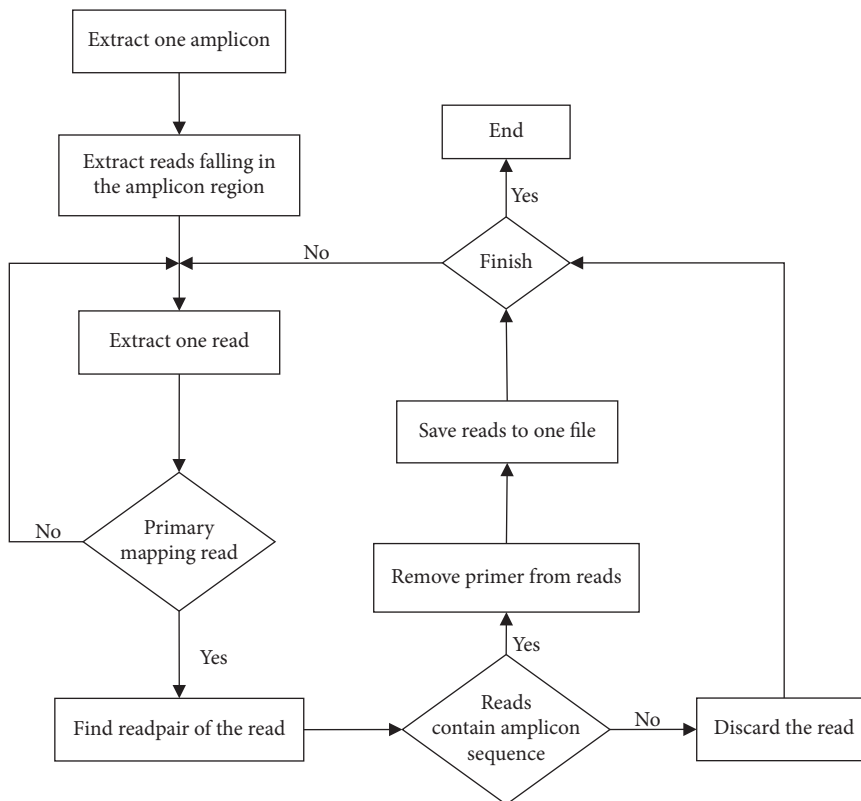 Extract one amplicon
End
Extract reads falling in
the amplicon region
Yes
No
Finish
Extract one read
Save reads to one file
No
Primary
mapping read
Remove primer from reads
Yes
Yes
Find readpair of the read
Reads
contain amplicon
sequence
No
Discard the read